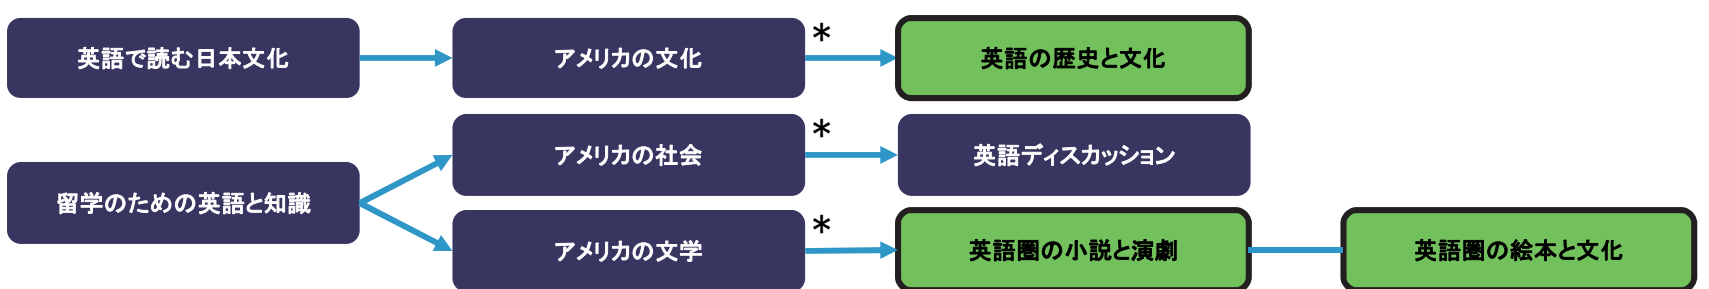 英語で読む日本文化
アメリカの文化
*
英語の歴史と文化
留学のための英語と知識
アメリカの社会
*
英語ディスカッション
アメリカの文学
*
英語圏の小説と演劇
英語圏の絵本と文化